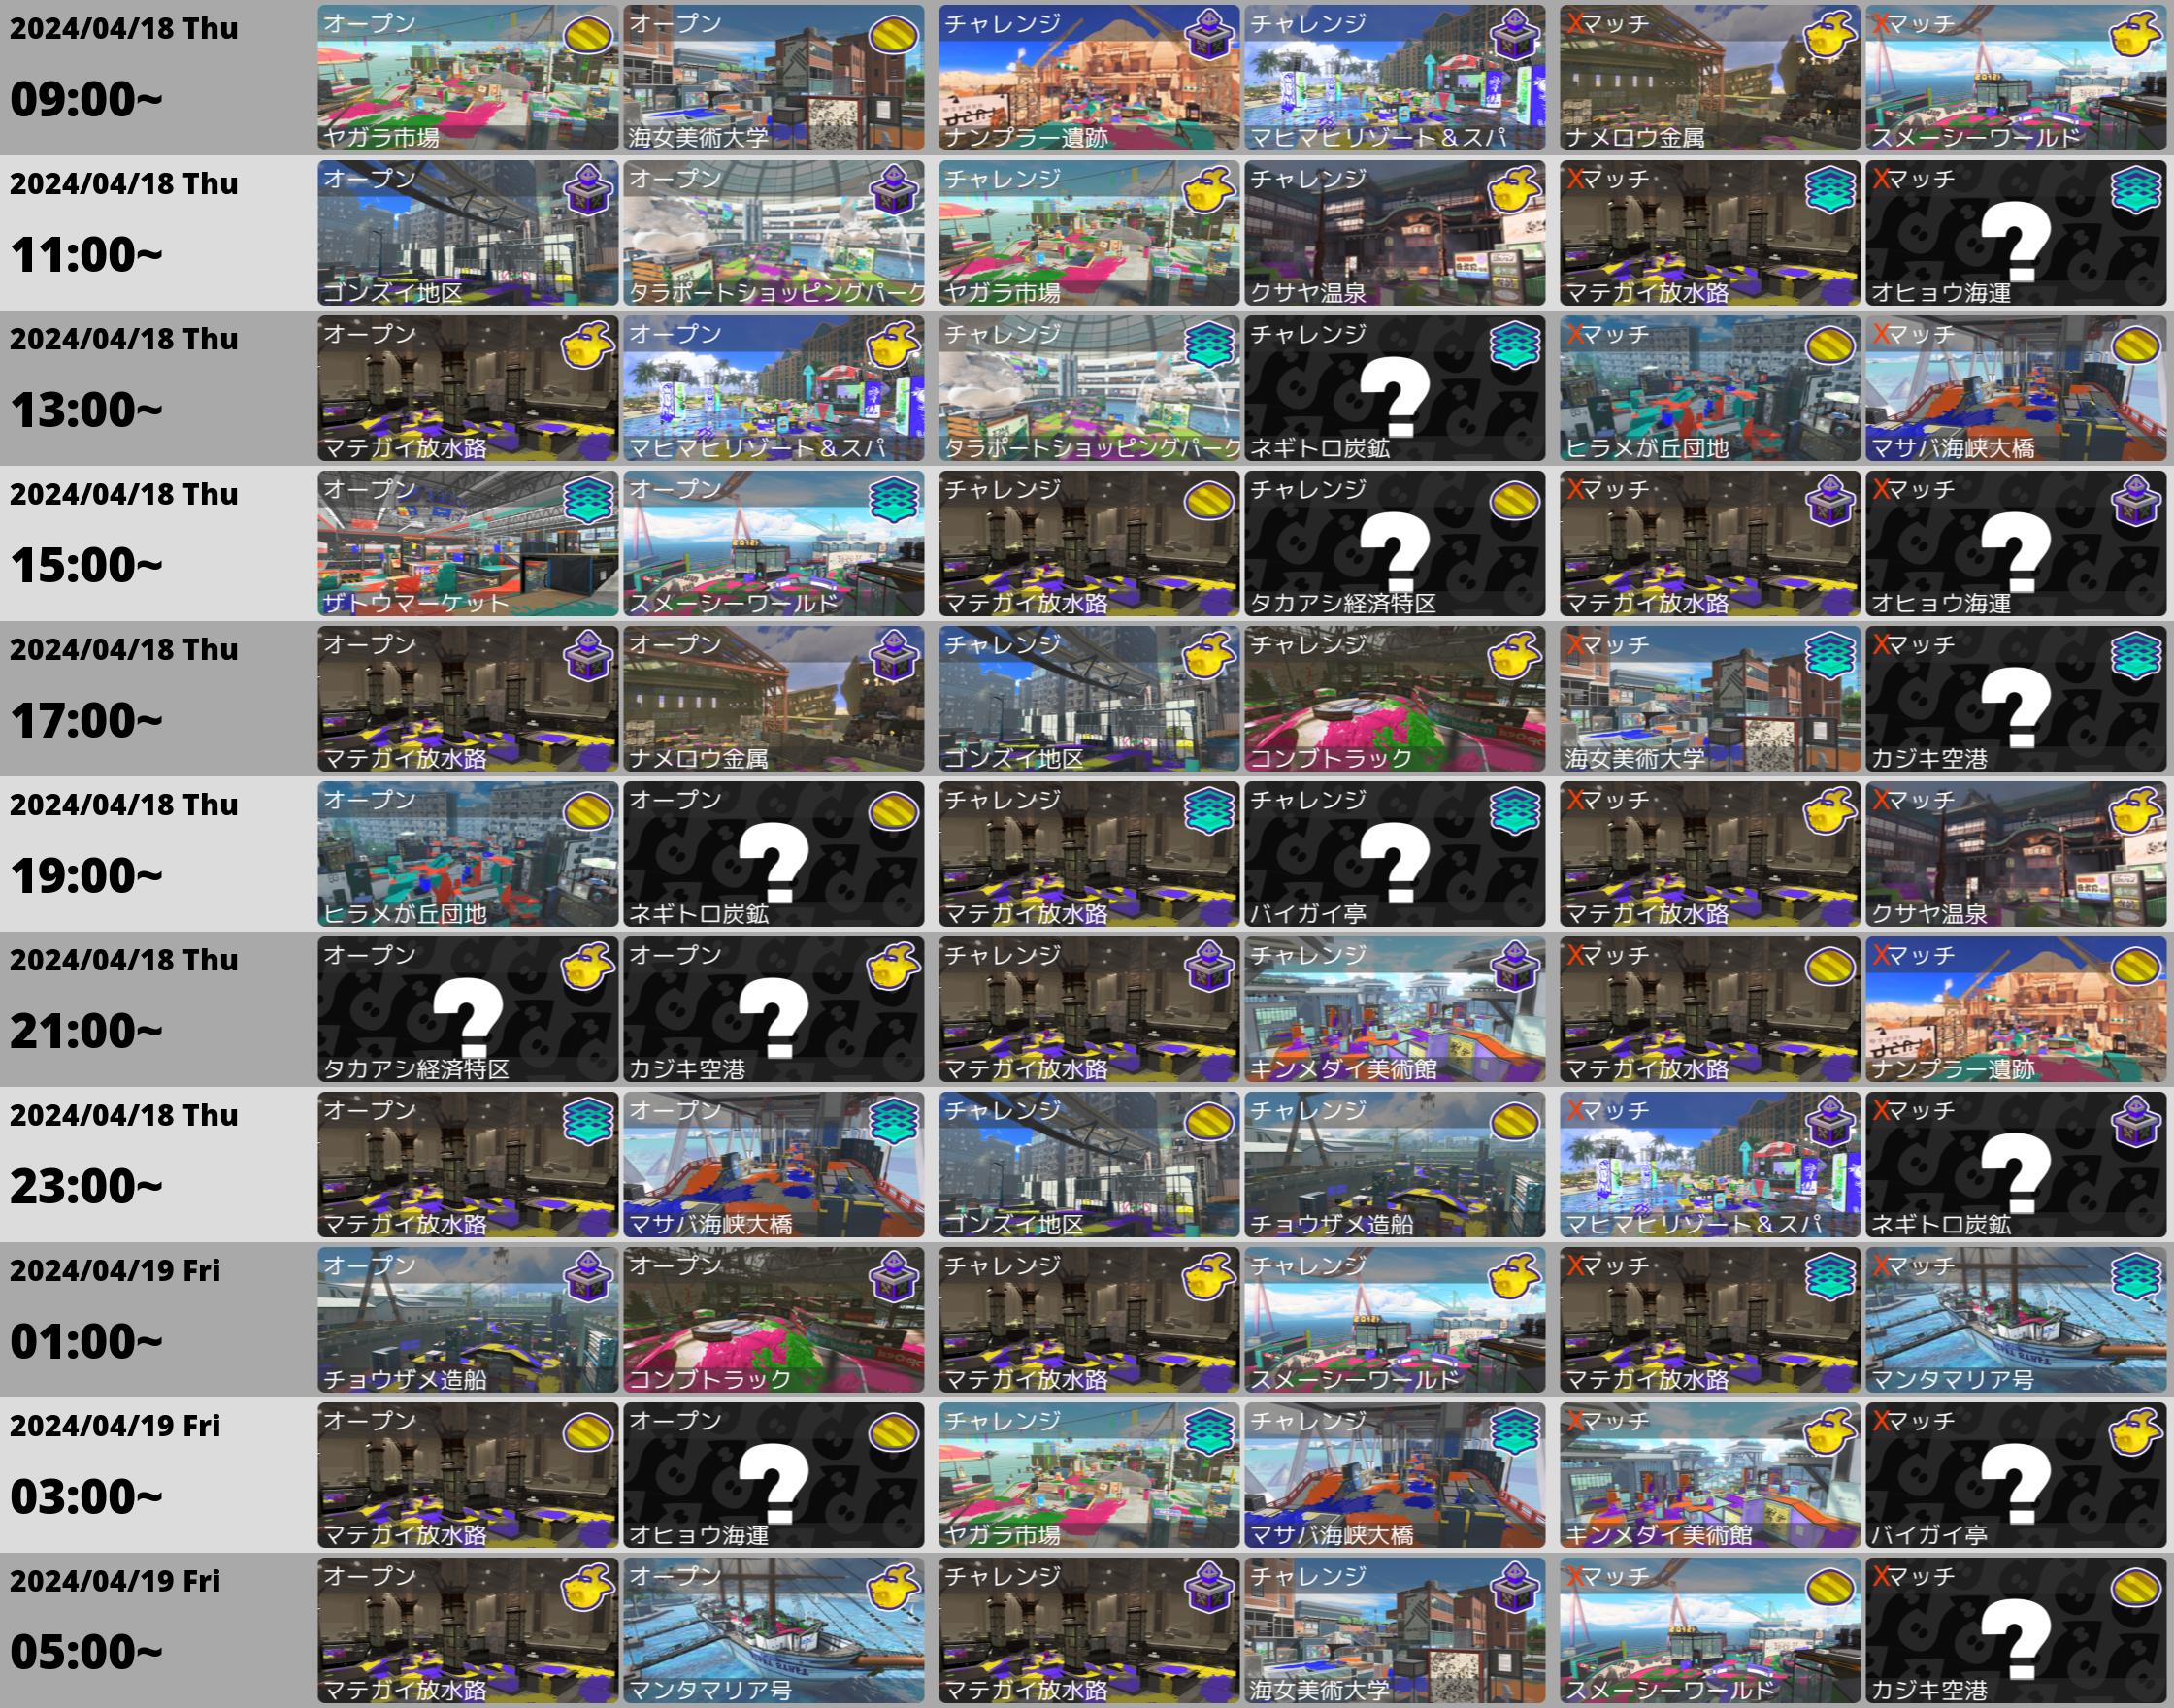 2024/04/18 Thu
09:00~
オープン
ヤガラ市場
オープン
海女美術大学
チャレンジ
ナンプラー遺跡
チャレンジ
マヒマヒリゾート＆スパ
Xマッチ
ナメロウ金属
Xマッチ
スメーシーワールド
2024/04/18 Thu
11:00~
オープン
ゴンズイ地区
オープン
タラポートショッピングパーク
チャレンジ
ヤガラ市場
チャレンジ
クサヤ温泉
Xマッチ
マテガイ放水路
Xマッチ
?
オヒョウ海運
2024/04/18 Thu
13:00~
オープン
マテガイ放水路
オープン
マヒマヒリゾート＆スパ
チャレンジ
タラポートショッピングパーク
チャレンジ
?
ネギトロ炭鉱
Xマッチ
ヒラメが丘団地
Xマッチ
マサバ海峡大橋
2024/04/18 Thu
15:00~
オープン
ザトウマーケット
オープン
スメーシーワールド
チャレンジ
マテガイ放水路
チャレンジ
?
タカアシ経済特区
Xマッチ
マテガイ放水路
Xマッチ
?
オヒョウ海運
2024/04/18 Thu
17:00~
オープン
マテガイ放水路
オープン
ナメロウ金属
チャレンジ
ゴンズイ地区
チャレンジ
コンブトラック
Xマッチ
海女美術大学
Xマッチ
?
カジキ空港
2024/04/18 Thu
19:00~
オープン
ヒラメが丘団地
オープン
?
ネギトロ炭鉱
チャレンジ
マテガイ放水路
チャレンジ
?
バイガイ亭
Xマッチ
マテガイ放水路
Xマッチ
クサヤ温泉
2024/04/18 Thu
21:00~
オープン
?
タカアシ経済特区
オープン
?
カジキ空港
チャレンジ
マテガイ放水路
チャレンジ
キンメダイ美術館
Xマッチ
マテガイ放水路
Xマッチ
ナンプラー遺跡
2024/04/18 Thu
23:00~
オープン
マテガイ放水路
オープン
マサバ海峡大橋
チャレンジ
ゴンズイ地区
チャレンジ
チョウザメ造船
Xマッチ
マヒマヒリゾート＆スパ
Xマッチ
?
ネギトロ炭鉱
2024/04/19 Fri
01:00~
オープン
チョウザメ造船
オープン
コンブトラック
チャレンジ
マテガイ放水路
チャレンジ
スメーシーワールド
Xマッチ
マテガイ放水路
Xマッチ
マンタマリア号
2024/04/19 Fri
03:00~
オープン
マテガイ放水路
オープン
?
オヒョウ海運
チャレンジ
ヤガラ市場
チャレンジ
マサバ海峡大橋
Xマッチ
キンメダイ美術館
Xマッチ
?
バイガイ亭
2024/04/19 Fri
05:00~
オープン
マテガイ放水路
オープン
マンタマリア号
チャレンジ
マテガイ放水路
チャレンジ
海女美術大学
Xマッチ
スメーシーワールド
Xマッチ
?
カジキ空港